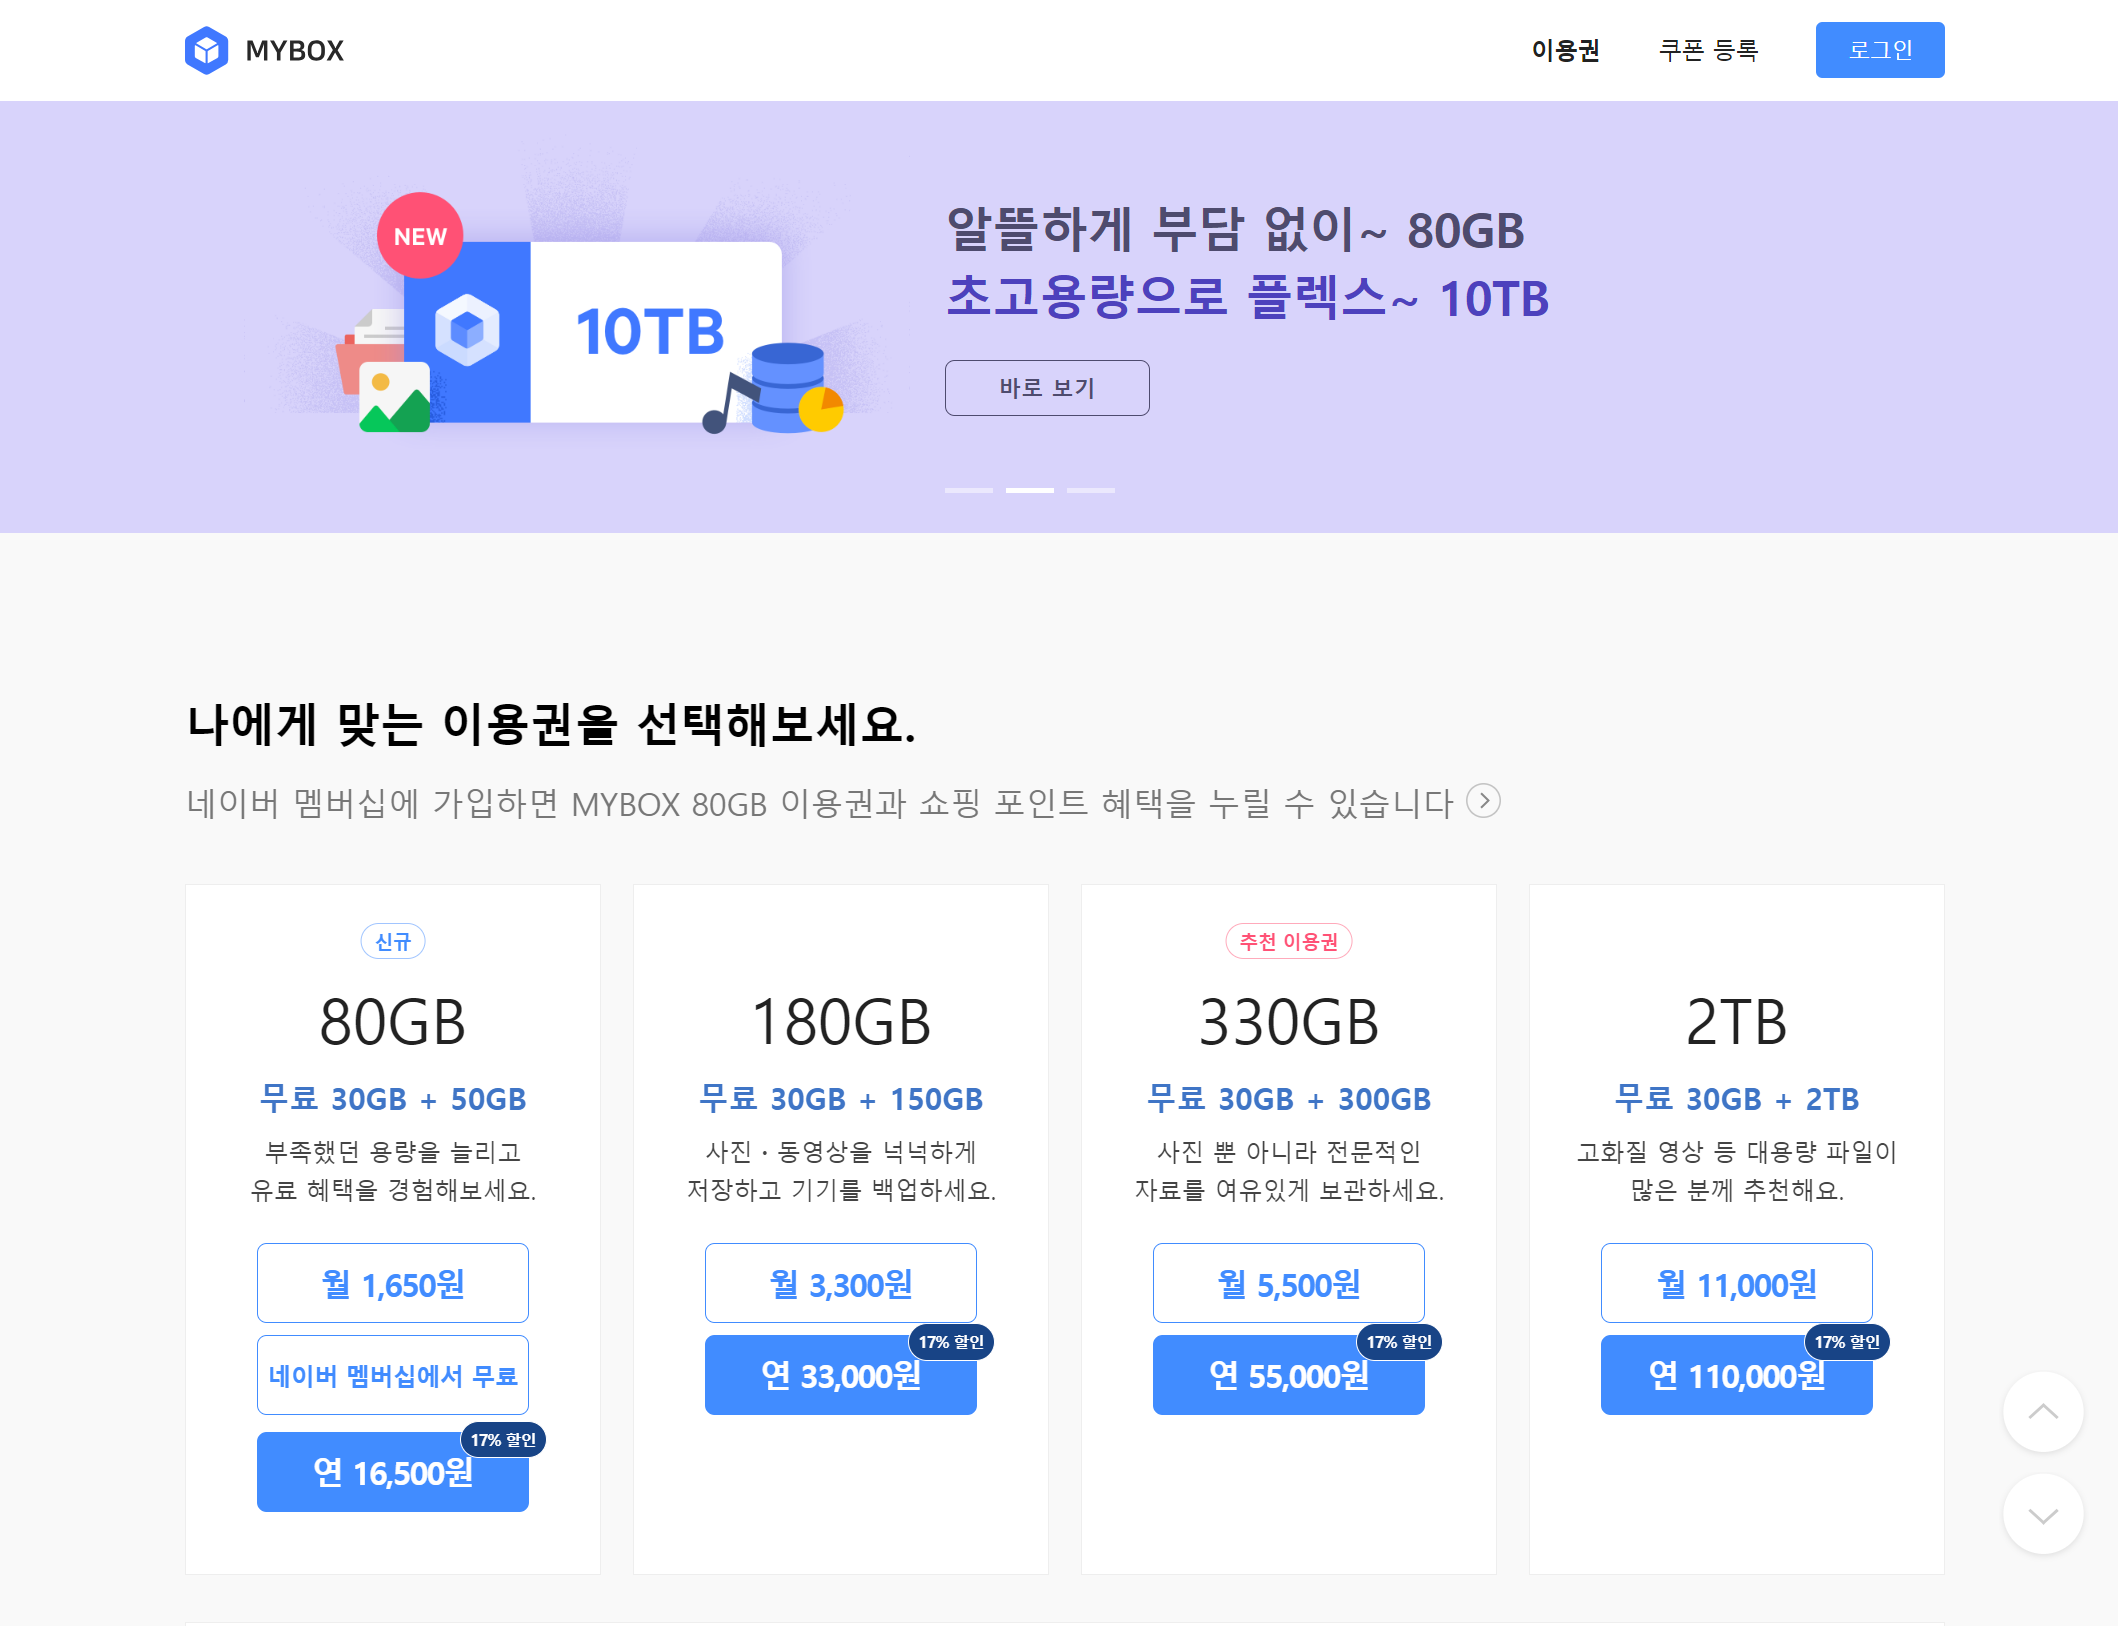 MYBOX
이용권
쿠폰 등록
로그인
NEW
10TB
알뜰하게 부담 없이~ 80GB
초고용량으로 플렉스~ 10TB
바로 보기
나에게 맞는 이용권을 선택해보세요.
네이버 멤버십에 가입하면 MYBOX 80GB 이용권과 쇼핑 포인트 혜택을 누릴 수 있습니다
신규
80GB
무료 30GB + 50GB
부족했던 용량을 늘리고
유료 혜택을 경험해보세요.
월 1,650원
네이버 멤버십에서 무료
17% 할인
연 16,500원
180GB
무료 30GB + 150GB
사진 · 동영상을 넉넉하게
저장하고 기기를 백업하세요.
월 3,300원
17% 할인
연 33,000원
추천 이용권
330GB
무료 30GB + 300GB
사진 뿐 아니라 전문적인
자료를 여유있게 보관하세요.
월 5,500원
17% 할인
연 55,000원
2TB
무료 30GB + 2TB
고화질 영상 등 대용량 파일이
많은 분께 추천해요.
월 11,000원
17% 할인
연 110,000원